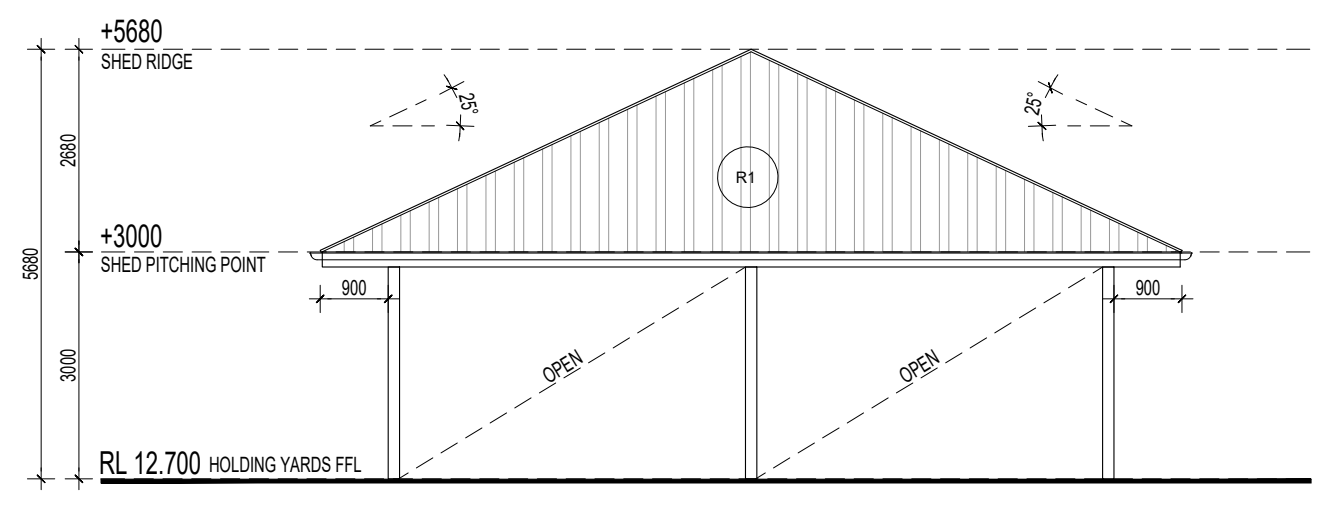 +5680
SHED RIDGE
25°
25°
2680
R1
+3000
SHED PITCHING POINT
5680
900
900
3000
OPEN
OPEN
RL 12.700 HOLDING YARDS FFL